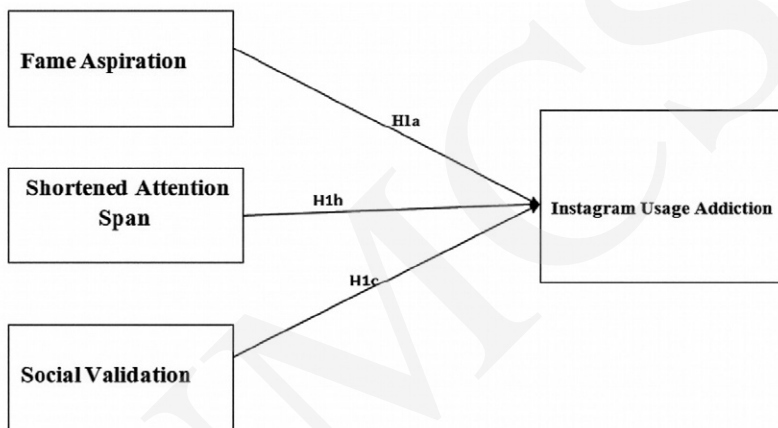 Fame Aspiration
H1a
Shortened Attention
Span
H1h
Instagram Usage Addiction
H1c
Social Validation